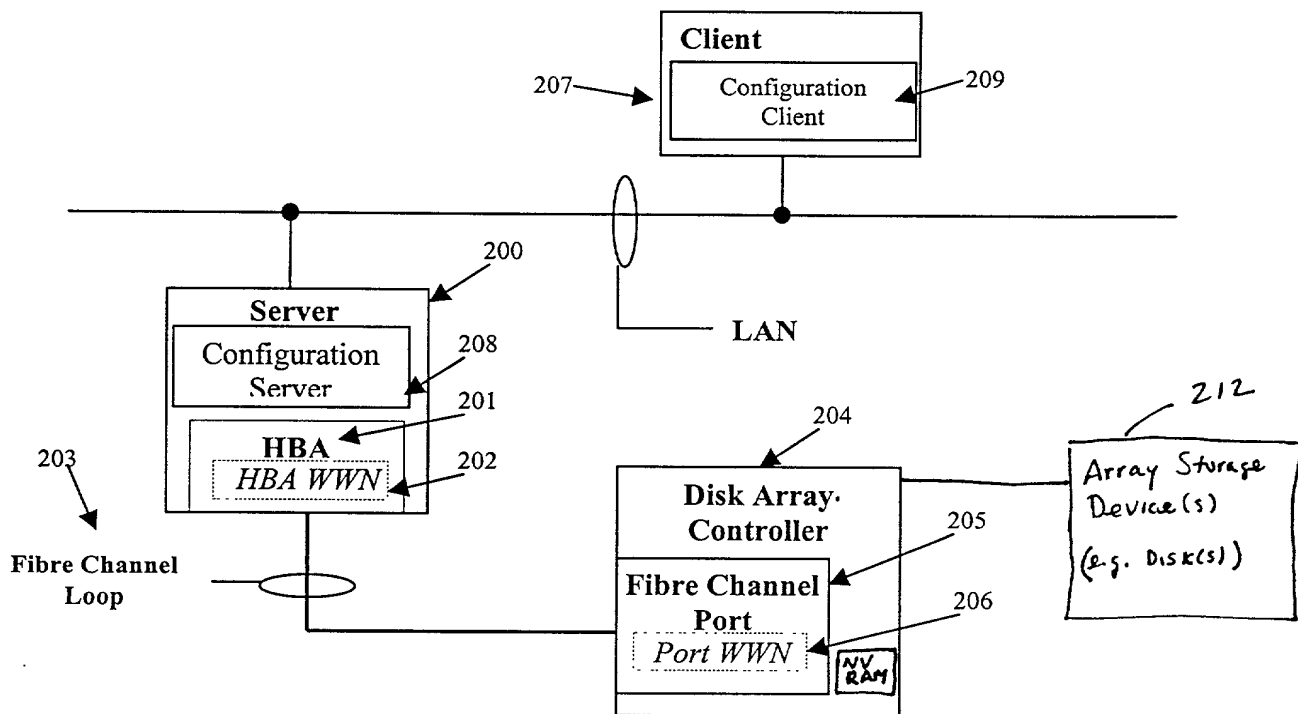 Client
207
Configuration
Client
209
200
Server
Configuration
Server
208
LAN
201
HBA
HBA WWN
202
203
Fibre Channel
Loop
204
Disk Array
Controller
205
Fibre Channel
Port
206
Port WWN
NV
RAM
212
Array Storage
Device(s)
(e.g. Disk(s))